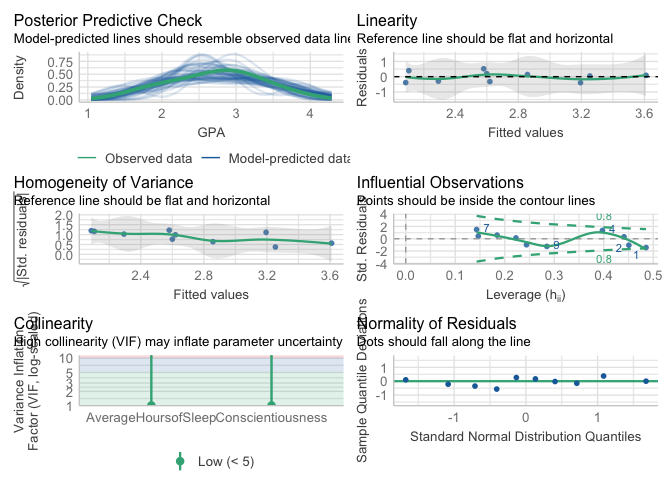 Posterior Predictive Check
Model-predicted lines should resemble observed data line
Density
0.75
0.50
0.25
0.00
1
2
3
4
GPA
Observed data
Model-predicted data
Linearity
Reference line should be flat and horizontal
Residuals
1
0
-1
2.4
3.0
3.6
Fitted values
Homogeneity of Variance
Reference line should be flat and horizontal
√|Std. residuals|
2.0
1.5
1.0
0.5
0.0
2.4
3.0
3.6
Fitted values
Influential Observations
Points should be inside the contour lines
Std. Residuals
4
2
0
-2
-4
0.8
0.8
7
9
4
2
1
0.0
0.1
0.2
0.3
0.4
0.5
Leverage (hᵢᵢ)
Collinearity
High collinearity (VIF) may inflate parameter uncertainty
Variance Inflation
Factor (VIF, log-scaled)
10
5
3
2
1
AverageHoursofSleep
Conscientiousness
Low (< 5)
Normality of Residuals
Dots should fall along the line
Sample Quantile Deviations
1
0
-1
-1
0
1
Standard Normal Distribution Quantiles